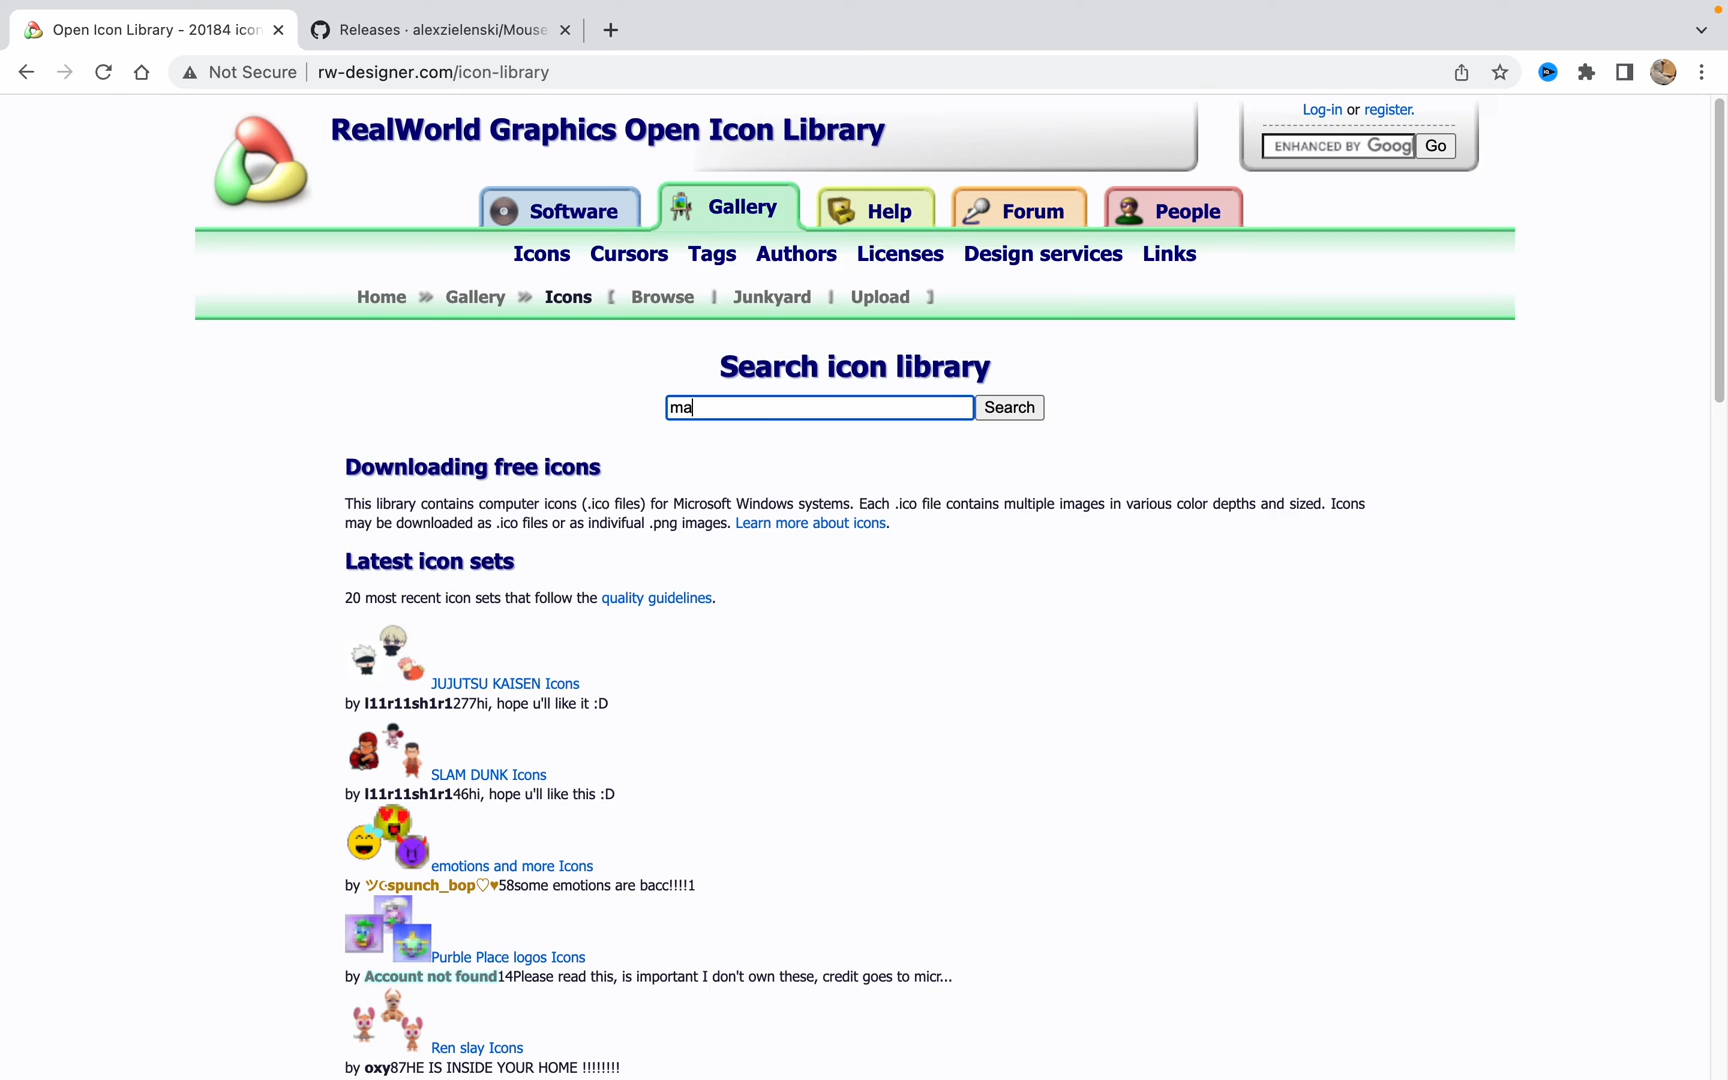 Open Icon Library - 20184 icon
Releases · alexzielenski/Mouse
Not Secure rw-designer.com/icon-library
RealWorld Graphics Open Icon Library
Log-in or register.
ENHANCED BY Goog Go
Software Gallery Help Forum People
Icons Cursors Tags Authors Licenses Design services Links
Home » Gallery » Icons [ Browse | Junkyard | Upload ]
Search icon library
ma Search
Downloading free icons
This library contains computer icons (.ico files) for Microsoft Windows systems. Each .ico file contains multiple images in various color depths and sized. Icons
may be downloaded as .ico files or as indivifual .png images. Learn more about icons.
Latest icon sets
20 most recent icon sets that follow the quality guidelines.
JUJUTSU KAISEN Icons
by l11r11sh1r1277hi, hope u'll like it :D
SLAM DUNK Icons
by l11r11sh1r146hi, hope u'll like this :D
emotions and more Icons
by ツ☪spunch_bop♡♥58some emotions are bacc!!!!1
Purble Place logos Icons
by Account not found14Please read this, is important I don't own these, credit goes to micr...
Ren slay Icons
by oxy87HE IS INSIDE YOUR HOME !!!!!!!!